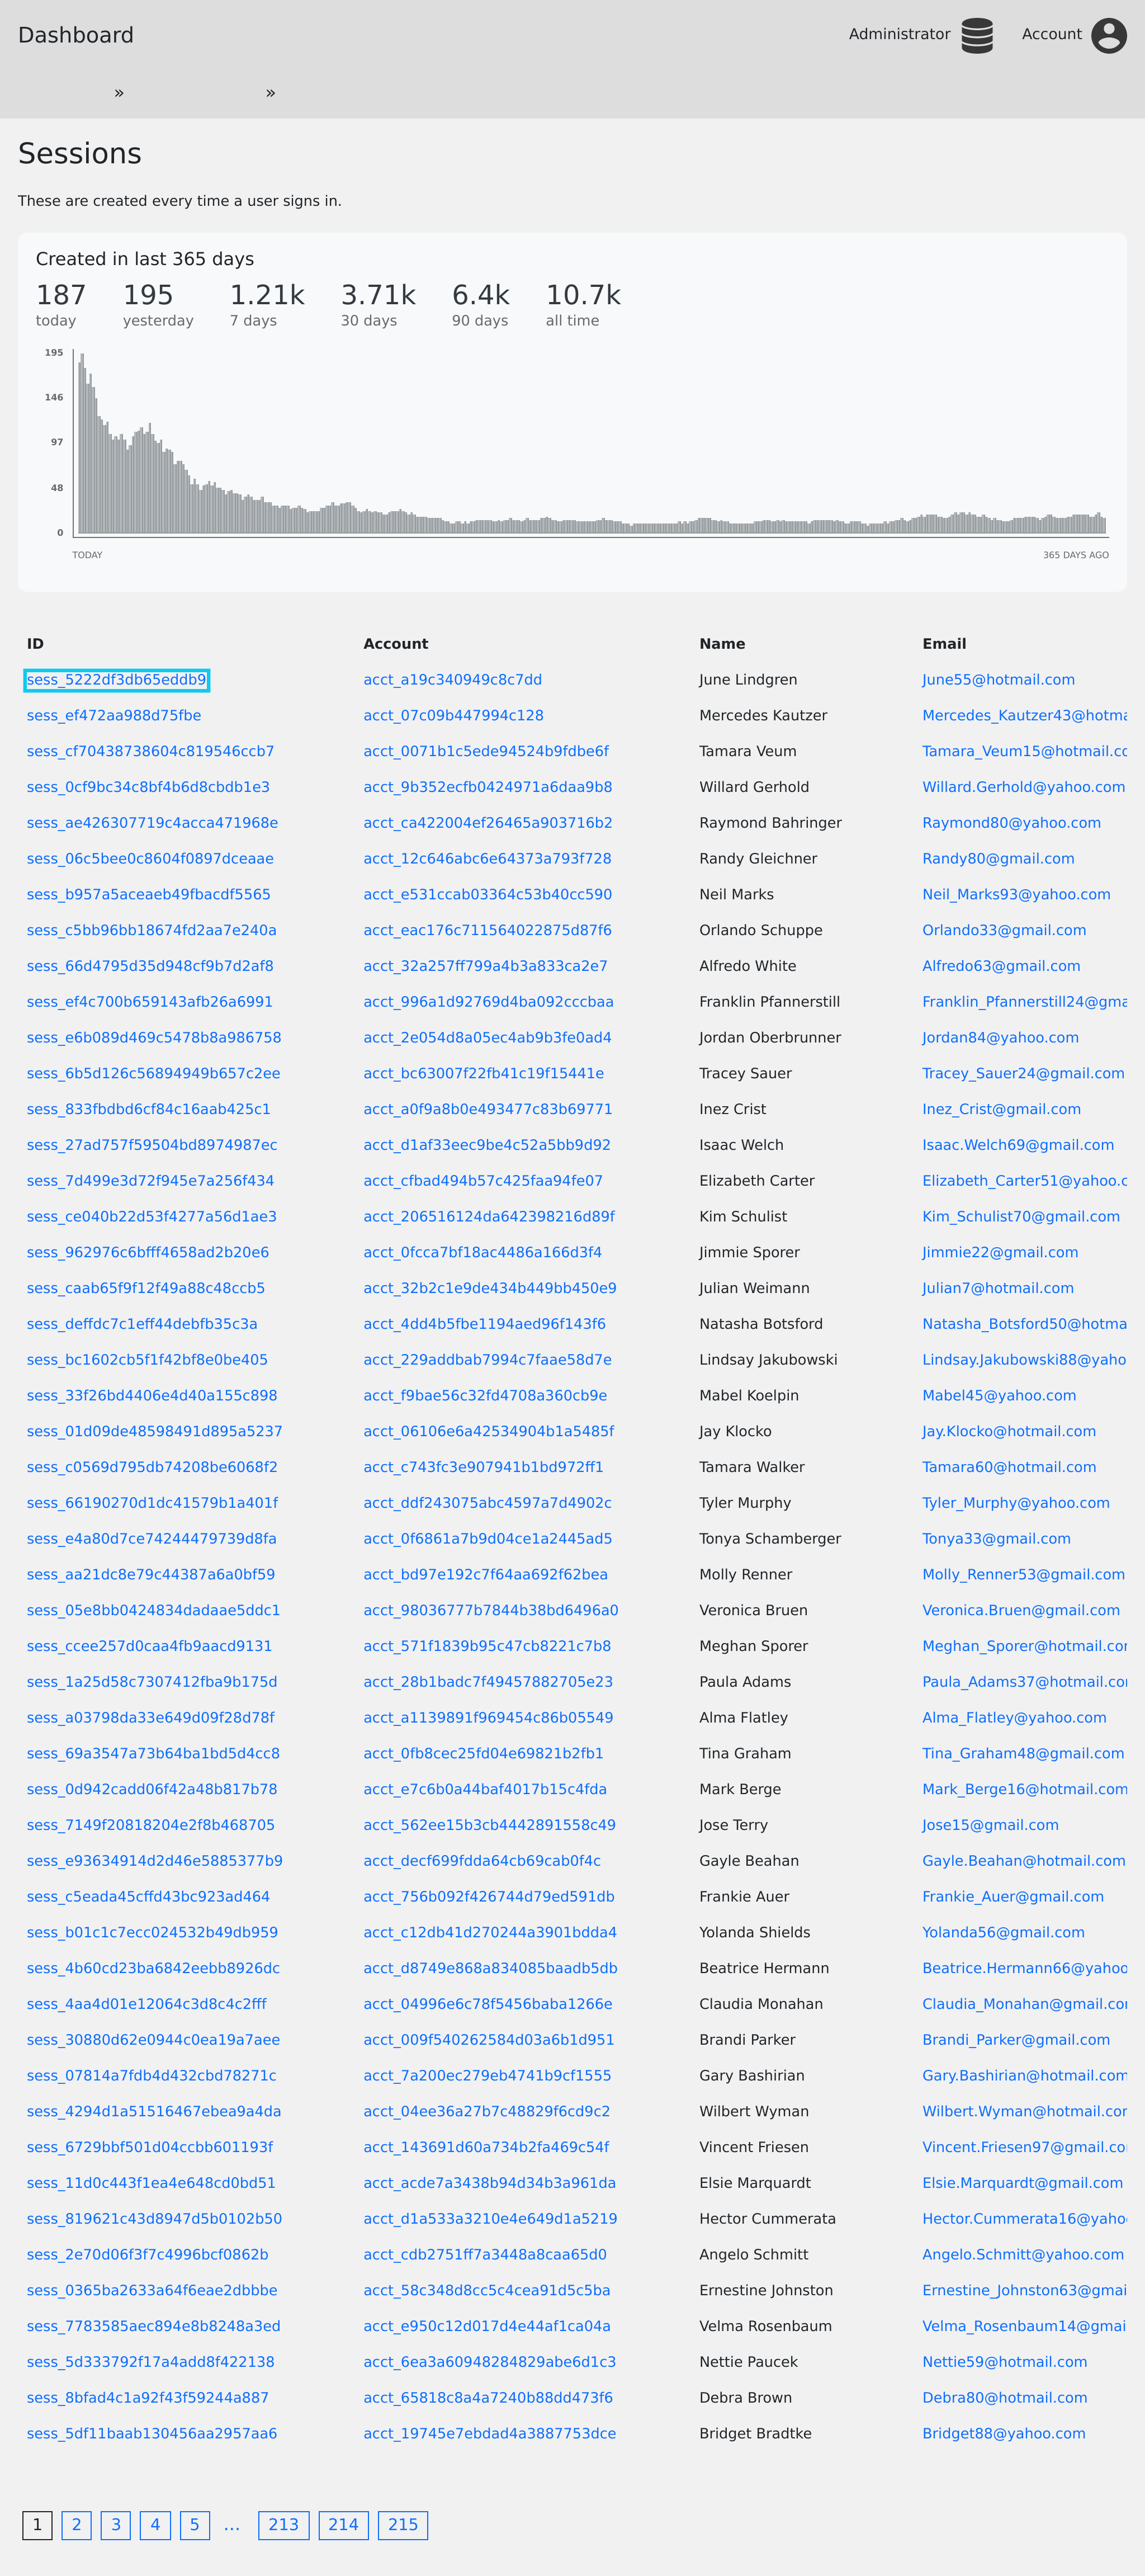 Dashboard
Administrator
Account
»
»
Sessions
These are created every time a user signs in.
Created in last 365 days
187 195 1.21k 3.71k 6.4k 10.7k
today yesterday 7 days 30 days 90 days all time
195
146
97
48
0
TODAY 365 DAYS AGO
ID Account Name Email
sess_5222df3db65eddb9 acct_a19c340949c8c7dd June Lindgren June55@hotmail.com
sess_ef472aa988d75fbe acct_07c09b447994c128 Mercedes Kautzer Mercedes_Kautzer43@hotma
sess_cf70438738604c819546ccb7 acct_0071b1c5ede94524b9fdbe6f Tamara Veum Tamara_Veum15@hotmail.co
sess_0cf9bc34c8bf4b6d8cbdb1e3 acct_9b352ecfb0424971a6daa9b8 Willard Gerhold Willard.Gerhold@yahoo.com
sess_ae426307719c4acca471968e acct_ca422004ef26465a903716b2 Raymond Bahringer Raymond80@yahoo.com
sess_06c5bee0c8604f0897dceaae acct_12c646abc6e64373a793f728 Randy Gleichner Randy80@gmail.com
sess_b957a5aceaeb49fbacdf5565 acct_e531ccab03364c53b40cc590 Neil Marks Neil_Marks93@yahoo.com
sess_c5bb96bb18674fd2aa7e240a acct_eac176c711564022875d87f6 Orlando Schuppe Orlando33@gmail.com
sess_66d4795d35d948cf9b7d2af8 acct_32a257ff799a4b3a833ca2e7 Alfredo White Alfredo63@gmail.com
sess_ef4c700b659143afb26a6991 acct_996a1d92769d4ba092cccbaa Franklin Pfannerstill Franklin_Pfannerstill24@gma
sess_e6b089d469c5478b8a986758 acct_2e054d8a05ec4ab9b3fe0ad4 Jordan Oberbrunner Jordan84@yahoo.com
sess_6b5d126c56894949b657c2ee acct_bc63007f22fb41c19f15441e Tracey Sauer Tracey_Sauer24@gmail.com
sess_833fbdbd6cf84c16aab425c1 acct_a0f9a8b0e493477c83b69771 Inez Crist Inez_Crist@gmail.com
sess_27ad757f59504bd8974987ec acct_d1af33eec9be4c52a5bb9d92 Isaac Welch Isaac.Welch69@gmail.com
sess_7d499e3d72f945e7a256f434 acct_cfbad494b57c425faa94fe07 Elizabeth Carter Elizabeth_Carter51@yahoo.c
sess_ce040b22d53f4277a56d1ae3 acct_206516124da642398216d89f Kim Schulist Kim_Schulist70@gmail.com
sess_962976c6bfff4658ad2b20e6 acct_0fcca7bf18ac4486a166d3f4 Jimmie Sporer Jimmie22@gmail.com
sess_caab65f9f12f49a88c48ccb5 acct_32b2c1e9de434b449bb450e9 Julian Weimann Julian7@hotmail.com
sess_deffdc7c1eff44debfb35c3a acct_4dd4b5fbe1194aed96f143f6 Natasha Botsford Natasha_Botsford50@hotma
sess_bc1602cb5f1f42bf8e0be405 acct_229addbab7994c7faae58d7e Lindsay Jakubowski Lindsay.Jakubowski88@yaho
sess_33f26bd4406e4d40a155c898 acct_f9bae56c32fd4708a360cb9e Mabel Koelpin Mabel45@yahoo.com
sess_01d09de48598491d895a5237 acct_06106e6a42534904b1a5485f Jay Klocko Jay.Klocko@hotmail.com
sess_c0569d795db74208be6068f2 acct_c743fc3e907941b1bd972ff1 Tamara Walker Tamara60@hotmail.com
sess_66190270d1dc41579b1a401f acct_ddf243075abc4597a7d4902c Tyler Murphy Tyler_Murphy@yahoo.com
sess_e4a80d7ce74244479739d8fa acct_0f6861a7b9d04ce1a2445ad5 Tonya Schamberger Tonya33@gmail.com
sess_aa21dc8e79c44387a6a0bf59 acct_bd97e192c7f64aa692f62bea Molly Renner Molly_Renner53@gmail.com
sess_05e8bb0424834dadaae5ddc1 acct_98036777b7844b38bd6496a0 Veronica Bruen Veronica.Bruen@gmail.com
sess_ccee257d0caa4fb9aacd9131 acct_571f1839b95c47cb8221c7b8 Meghan Sporer Meghan_Sporer@hotmail.cor
sess_1a25d58c7307412fba9b175d acct_28b1badc7f49457882705e23 Paula Adams Paula_Adams37@hotmail.cor
sess_a03798da33e649d09f28d78f acct_a1139891f969454c86b05549 Alma Flatley Alma_Flatley@yahoo.com
sess_69a3547a73b64ba1bd5d4cc8 acct_0fb8cec25fd04e69821b2fb1 Tina Graham Tina_Graham48@gmail.com
sess_0d942cadd06f42a48b817b78 acct_e7c6b0a44baf4017b15c4fda Mark Berge Mark_Berge16@hotmail.com
sess_7149f20818204e2f8b468705 acct_562ee15b3cb4442891558c49 Jose Terry Jose15@gmail.com
sess_e93634914d2d46e5885377b9 acct_decf699fdda64cb69cab0f4c Gayle Beahan Gayle.Beahan@hotmail.com
sess_c5eada45cffd43bc923ad464 acct_756b092f426744d79ed591db Frankie Auer Frankie_Auer@gmail.com
sess_b01c1c7ecc024532b49db959 acct_c12db41d270244a3901bdda4 Yolanda Shields Yolanda56@gmail.com
sess_4b60cd23ba6842eebb8926dc acct_d8749e868a834085baadb5db Beatrice Hermann Beatrice.Hermann66@yahoo
sess_4aa4d01e12064c3d8c4c2fff acct_04996e6c78f5456baba1266e Claudia Monahan Claudia_Monahan@gmail.cor
sess_30880d62e0944c0ea19a7aee acct_009f540262584d03a6b1d951 Brandi Parker Brandi_Parker@gmail.com
sess_07814a7fdb4d432cbd78271c acct_7a200ec279eb4741b9cf1555 Gary Bashirian Gary.Bashirian@hotmail.com
sess_4294d1a51516467ebea9a4da acct_04ee36a27b7c48829f6cd9c2 Wilbert Wyman Wilbert.Wyman@hotmail.cor
sess_6729bbf501d04ccbb601193f acct_143691d60a734b2fa469c54f Vincent Friesen Vincent.Friesen97@gmail.co
sess_11d0c443f1ea4e648cd0bd51 acct_acde7a3438b94d34b3a961da Elsie Marquardt Elsie.Marquardt@gmail.com
sess_819621c43d8947d5b0102b50 acct_d1a533a3210e4e649d1a5219 Hector Cummerata Hector.Cummerata16@yaho
sess_2e70d06f3f7c4996bcf0862b acct_cdb2751ff7a3448a8caa65d0 Angelo Schmitt Angelo.Schmitt@yahoo.com
sess_0365ba2633a64f6eae2dbbbe acct_58c348d8cc5c4cea91d5c5ba Ernestine Johnston Ernestine_Johnston63@gmai
sess_7783585aec894e8b8248a3ed acct_e950c12d017d4e44af1ca04a Velma Rosenbaum Velma_Rosenbaum14@gmai
sess_5d333792f17a4add8f422138 acct_6ea3a60948284829abe6d1c3 Nettie Paucek Nettie59@hotmail.com
sess_8bfad4c1a92f43f59244a887 acct_65818c8a4a7240b88dd473f6 Debra Brown Debra80@hotmail.com
sess_5df11baab130456aa2957aa6 acct_19745e7ebdad4a3887753dce Bridget Bradtke Bridget88@yahoo.com
1 2 3 4 5 … 213 214 215